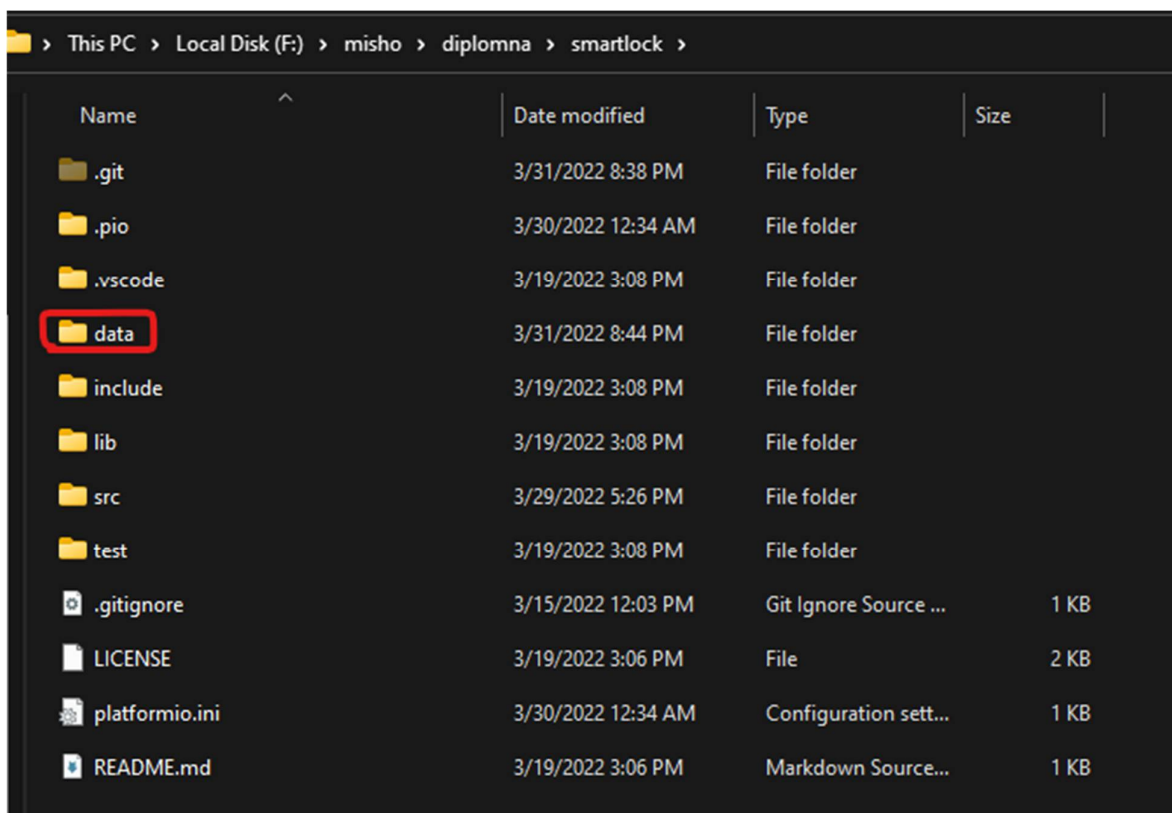 > This PC > Local Disk (F:) > misho > diplomna > smartlock >
Name Date modified Type Size
.git 3/31/2022 8:38 PM File folder
.pio 3/30/2022 12:34 AM File folder
.vscode 3/19/2022 3:08 PM File folder
data 3/31/2022 8:44 PM File folder
include 3/19/2022 3:08 PM File folder
lib 3/19/2022 3:08 PM File folder
src 3/29/2022 5:26 PM File folder
test 3/19/2022 3:08 PM File folder
.gitignore 3/15/2022 12:03 PM Git Ignore Source ... 1 KB
LICENSE 3/19/2022 3:06 PM File 2 KB
platformio.ini 3/30/2022 12:34 AM Configuration sett... 1 KB
README.md 3/19/2022 3:06 PM Markdown Source... 1 KB